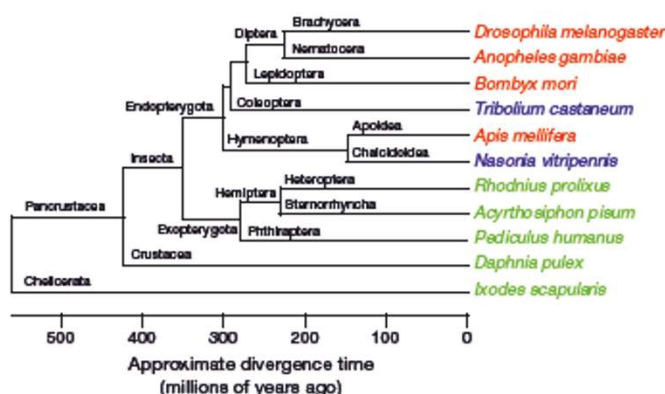 Brachycera
Drosophila melanogaster
Diptera
Nematocera
Anopheles gambiae
Lepidoptera
Bombyx mori
Endopterygota
Coleoptera
Tribolium castaneum
Apoidea
Apis mellifera
Hymenoptera
Chalcidoidea
Nasonia vitripennis
Insecta
Heteroptera
Rhodnius prolixus
Hemiptera
Sternorrhyncha
Acyrthosiphon pisum
Pancrustacea
Exopterygota
Phthiraptera
Pediculus humanus
Crustacea
Daphnia pulex
Chelicerata
Ixodes scapularis
500 400 300 200 100 0
Approximate divergence time
(millions of years ago)